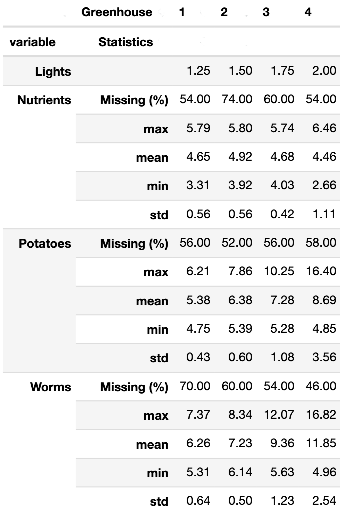 Greenhouse 1 2 3 4
variable Statistics
Lights 1.25 1.50 1.75 2.00
Nutrients Missing (%) 54.00 74.00 60.00 54.00
max 5.79 5.80 5.74 6.46
mean 4.65 4.92 4.68 4.46
min 3.31 3.92 4.03 2.66
std 0.56 0.56 0.42 1.11
Potatoes Missing (%) 56.00 52.00 56.00 58.00
max 6.21 7.86 10.25 16.40
mean 5.38 6.38 7.28 8.69
min 4.75 5.39 5.28 4.85
std 0.43 0.60 1.08 3.56
Worms Missing (%) 70.00 60.00 54.00 46.00
max 7.37 8.34 12.07 16.82
mean 6.26 7.23 9.36 11.85
min 5.31 6.14 5.63 4.96
std 0.64 0.50 1.23 2.54